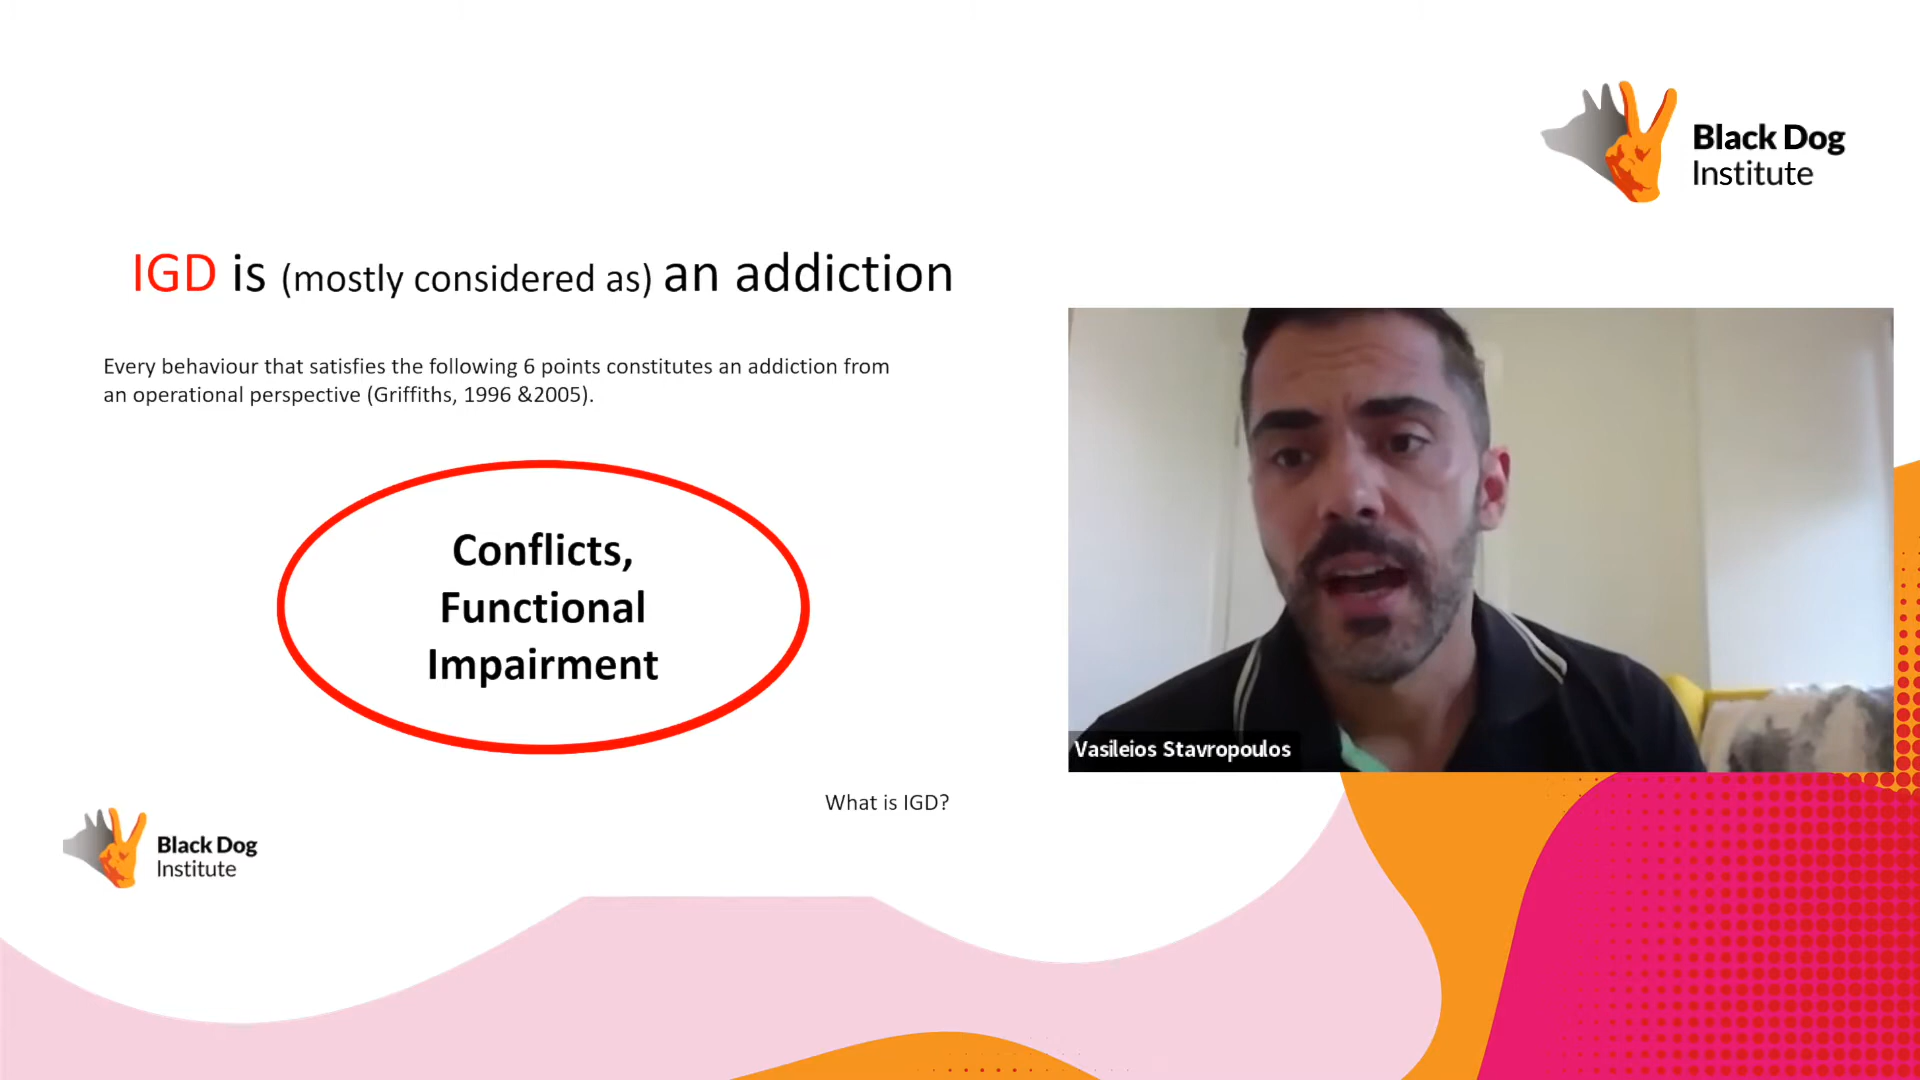 Black Dog
Institute
IGD is (mostly considered as) an addiction
Every behaviour that satisfies the following 6 points constitutes an addiction from
an operational perspective (Griffiths, 1996 &2005).
Conflicts,
Functional
Impairment
Vasileios Stavropoulos
What is IGD?
Black Dog
Institute